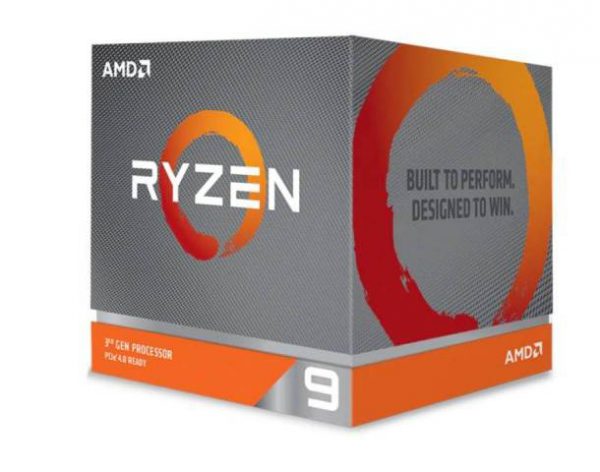 AMD
RYZEN
3rd GEN PROCESSOR
PCIe® 4.0 READY
9
BUILT TO PERFORM.
DESIGNED TO WIN.
AMD